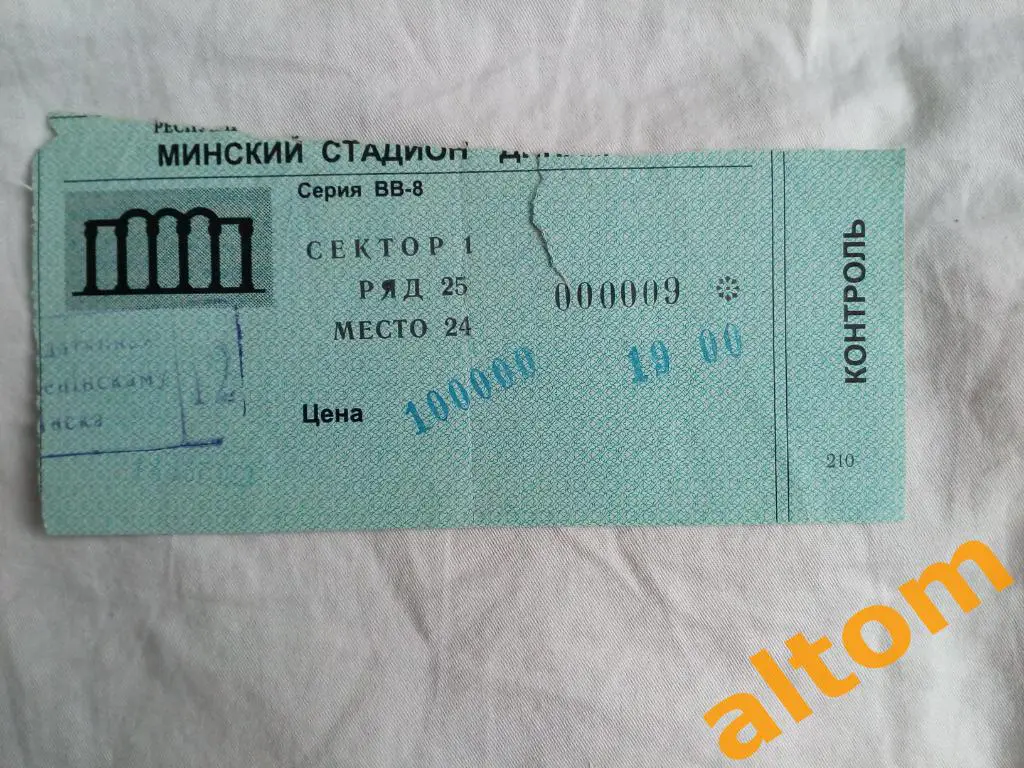 МИНСКИЙ СТАДИОН
Серия ВВ-8
СЕКТОР 1
РЯД 25
МЕСТО 24
000009
Цена
100000
19 00
12
КОНТРОЛЬ
210
altom